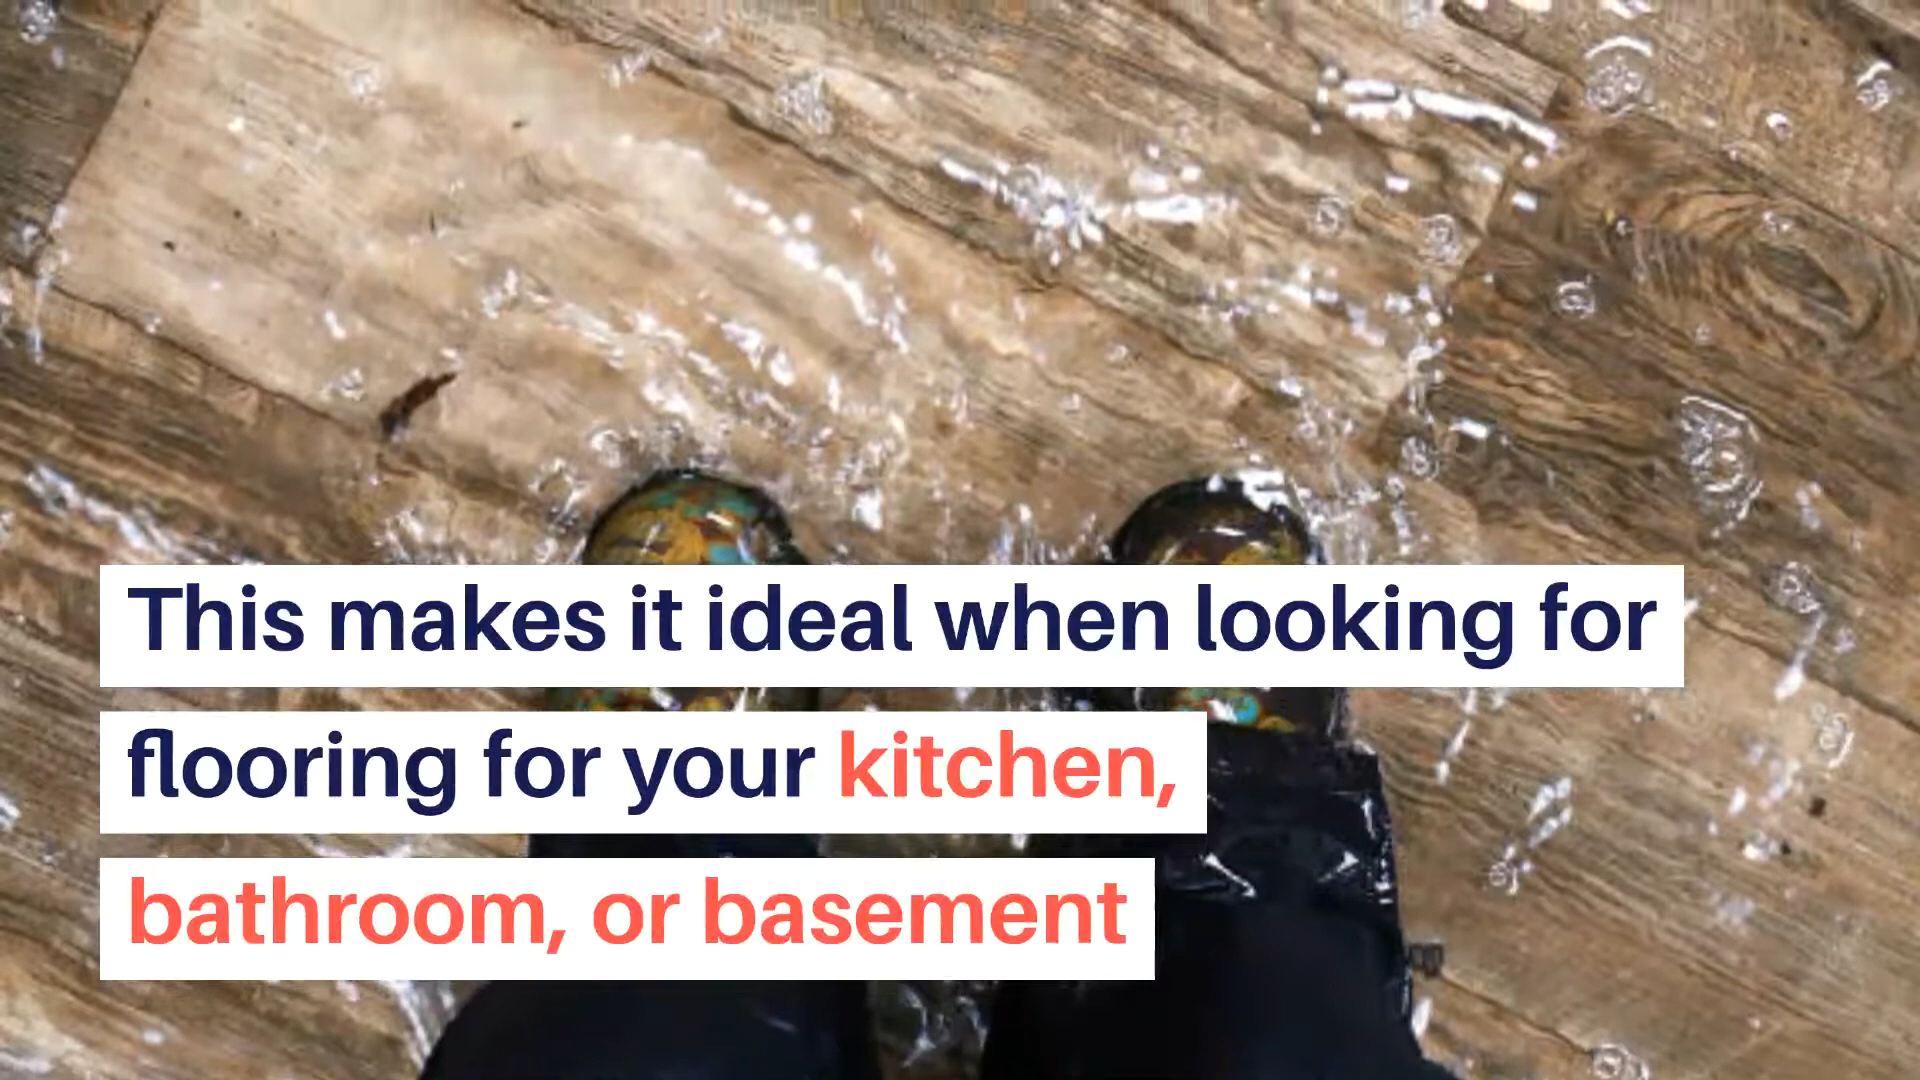 This makes it ideal when looking for
flooring for your kitchen,
bathroom, or basement